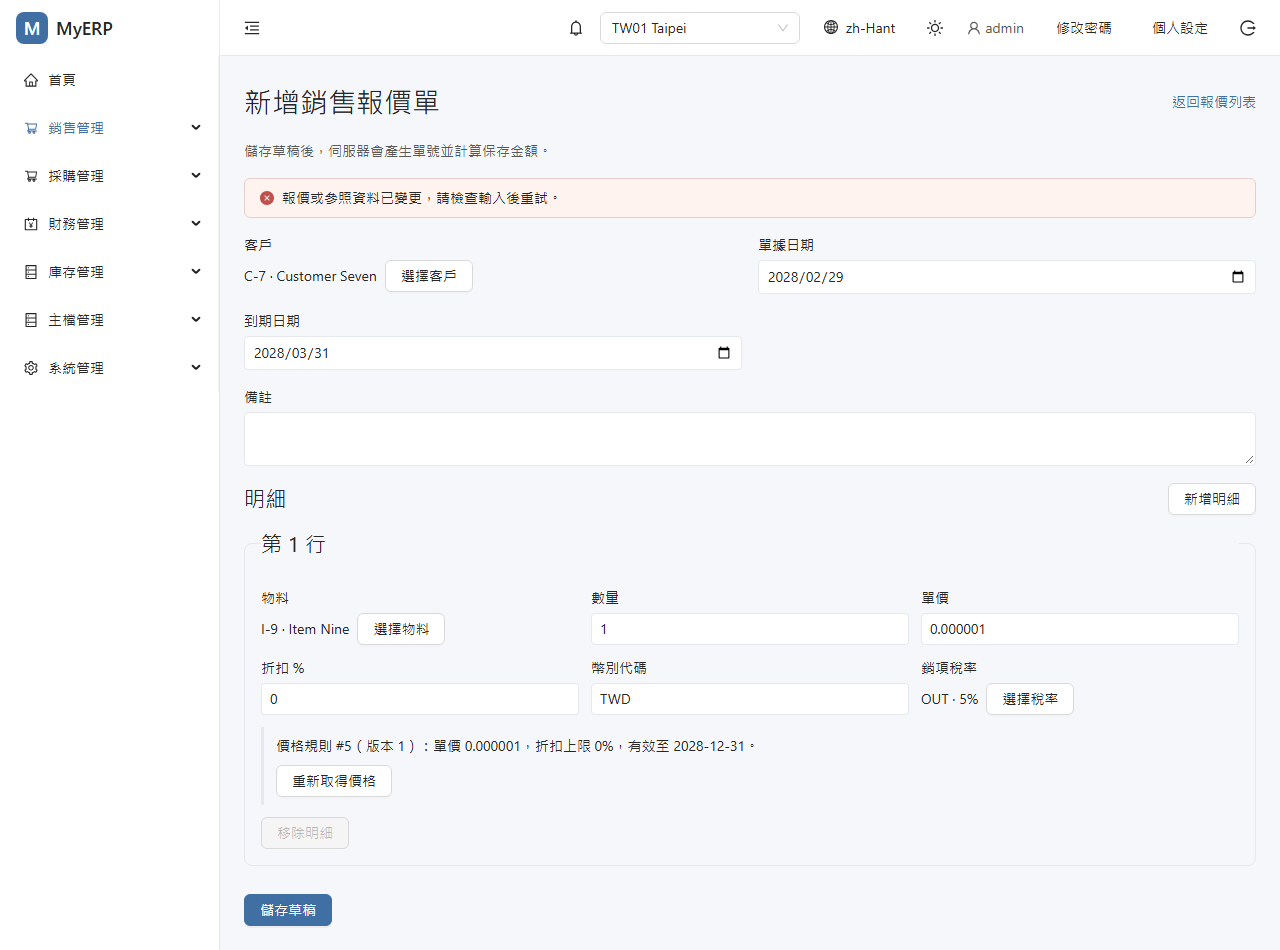 M MyERP
TW01 Taipei
zh-Hant
admin
修改密碼
個人設定
首頁
銷售管理
採購管理
財務管理
庫存管理
主檔管理
系統管理
新增銷售報價單
返回報價列表
儲存草稿後，伺服器會產生單號並計算保存金額。
報價或參照資料已變更，請檢查輸入後重試。
客戶
C-7 · Customer Seven 選擇客戶
單據日期
2028/02/29
到期日期
2028/03/31
備註
明細
新增明細
第 1 行
物料
I-9 · Item Nine 選擇物料
數量
1
單價
0.000001
折扣 %
0
幣別代碼
TWD
銷項稅率
OUT · 5% 選擇稅率
價格規則 #5（版本 1）：單價 0.000001，折扣上限 0%，有效至 2028-12-31。
重新取得價格
移除明細
儲存草稿